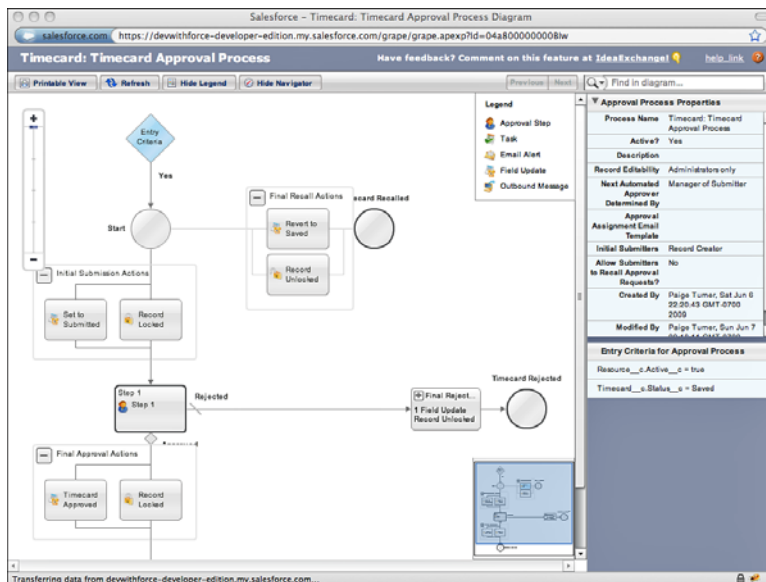 Salesforce - Timecard: Timecard Approval Process Diagram
salesforce.com https://devwithforce-developer-edition.my.salesforce.com/grape/grape.apexp?id=04a80000000Blw
Timecard: Timecard Approval Process
Have feedback? Comment on this feature at IdeaExchange!
help_link
Printable View
Refresh
Hide Legend
Hide Navigator
Previous
Next
Find in diagram...
Legend
Approval Step
Task
Email Alert
Field Update
Outbound Message
Entry
Criteria
Yes
Start
Final Recall Actions
Revert to
Saved
Record
Unlocked
ecard Recalled
Initial Submission Actions
Set to
Submitted
Record
Locked
Step 1
Step 1
Rejected
Final Reject...
1 Field Update
Record Unlocked
Timecard Rejected
Final Approval Actions
Timecard
Approved
Record
Locked
Approval Process Properties
Process Name Timecard: Timecard
Approval Process
Active? Yes
Description
Record Editability Administrators only
Next Automated Manager of Submitter
Approver
Determined By
Approval
Assignment Email
Template
Initial Submitters Record Creator
Allow Submitters No
to Recall Approval
Requests?
Created By Paige Turner, Sat Jun 6
22:20:43 GMT-0700
2009
Modified By Paige Turner, Sun Jun 7
Entry Criteria for Approval Process
Resource__c.Active__c = true
Timecard__c.Status__c = Saved
Transferring data from devwithforce-developer-edition.my.salesforce.com...